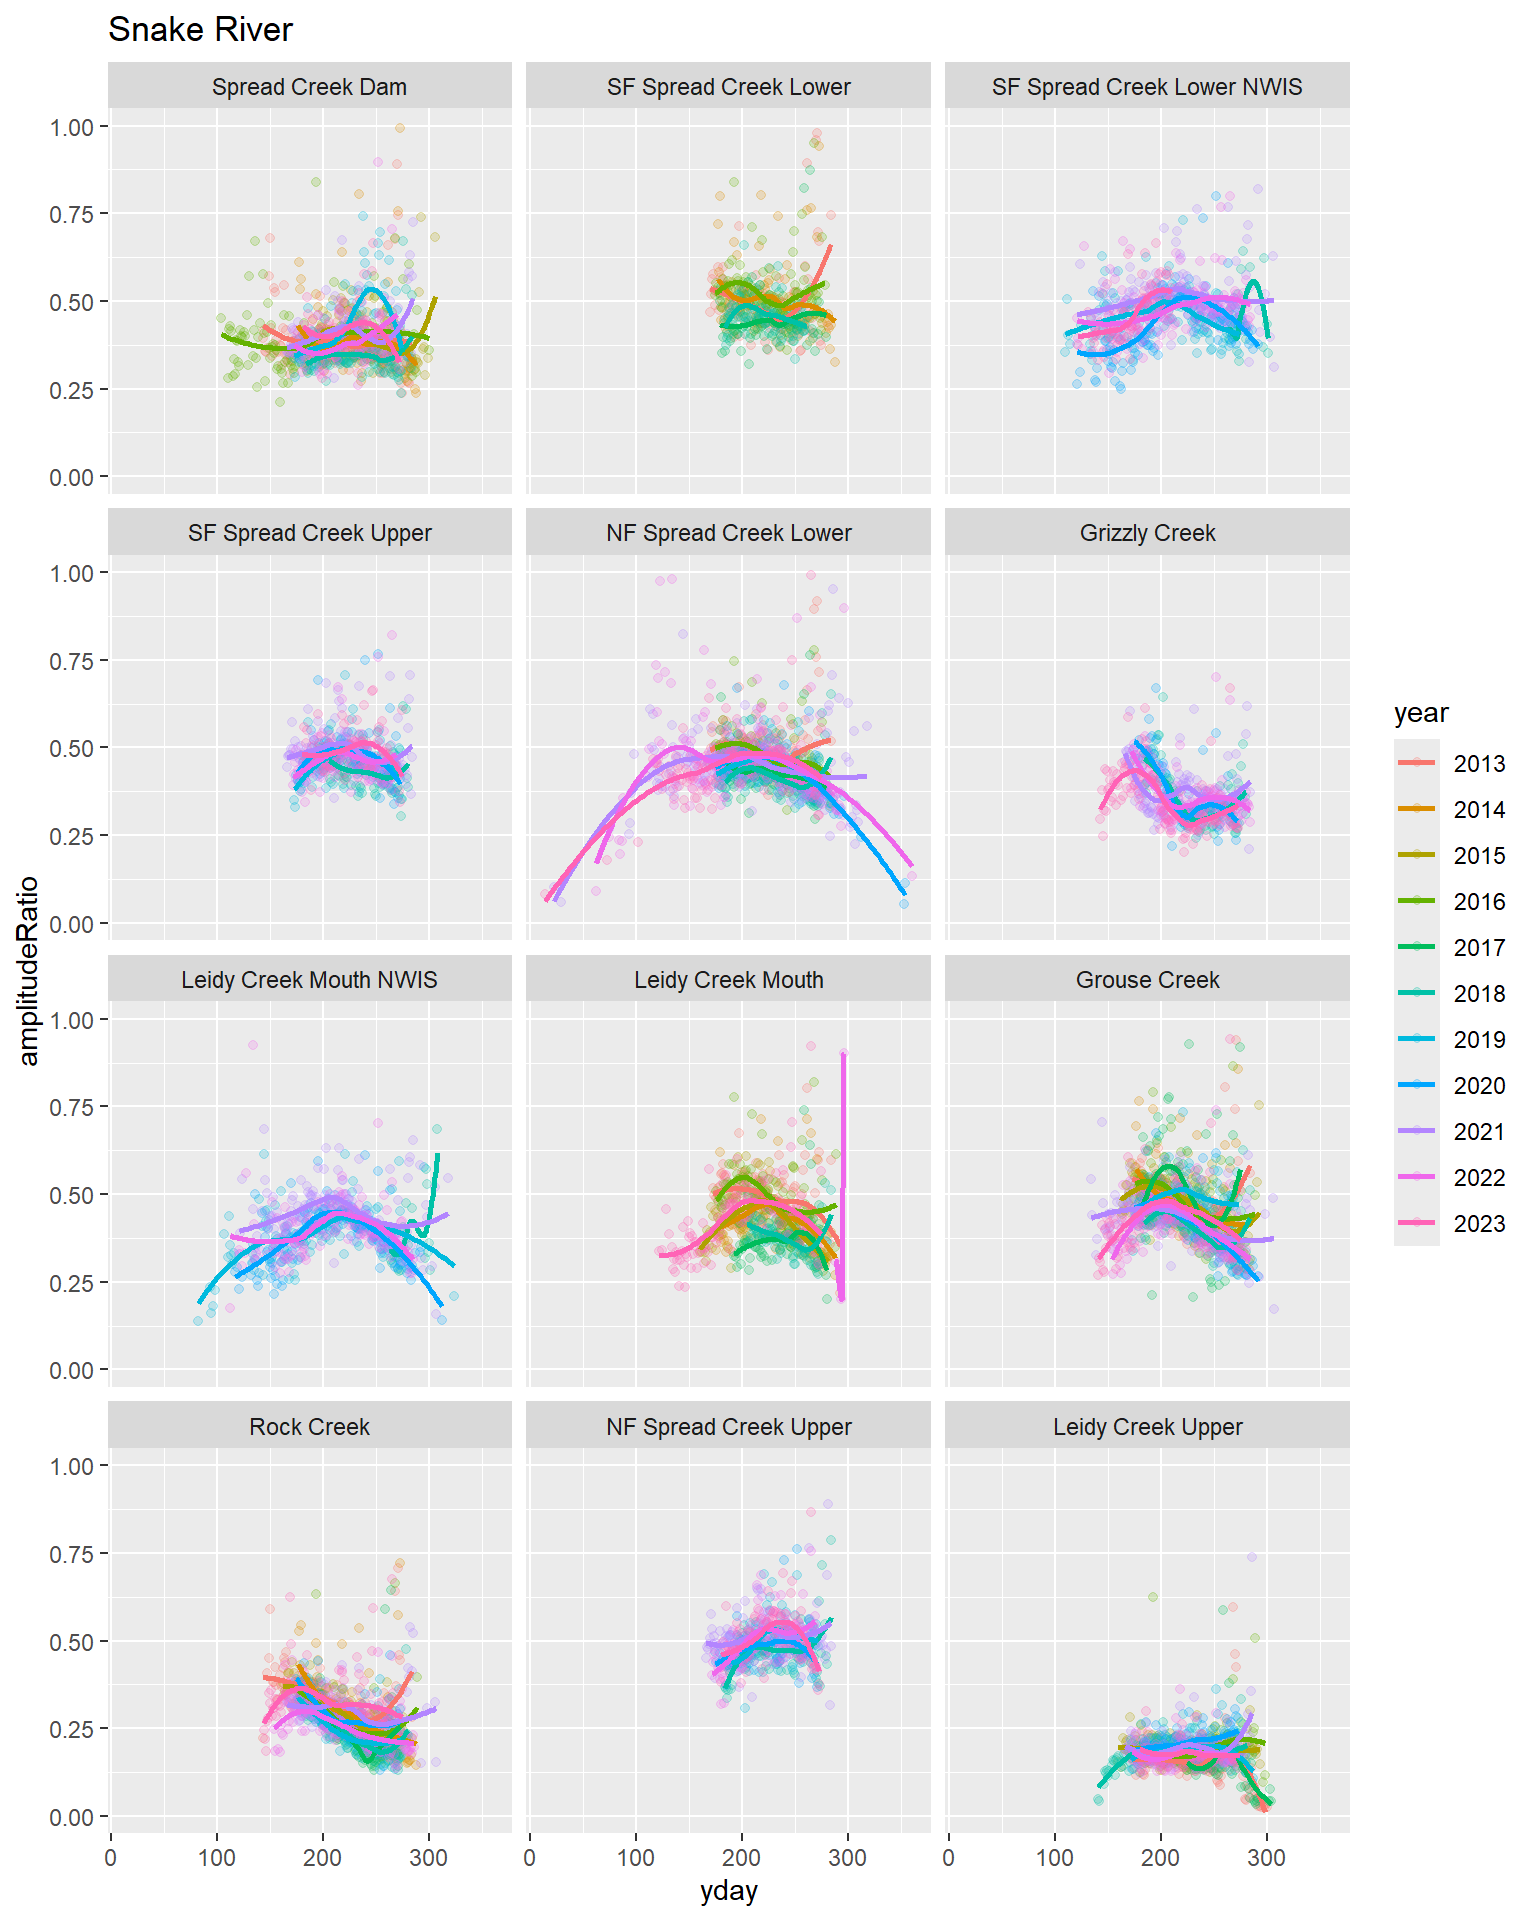 Snake River
Spread Creek Dam
SF Spread Creek Lower
SF Spread Creek Lower NWIS
1.00
0.75
0.50
0.25
0.00
SF Spread Creek Upper
NF Spread Creek Lower
Grizzly Creek
1.00
0.75
0.50
0.25
0.00
Leidy Creek Mouth NWIS
Leidy Creek Mouth
Grouse Creek
1.00
0.75
0.50
0.25
0.00
Rock Creek
NF Spread Creek Upper
Leidy Creek Upper
1.00
0.75
0.50
0.25
0.00
0 100 200 300 0 100 200 300 0 100 200 300
yday
amplitudeRatio
year
2013
2014
2015
2016
2017
2018
2019
2020
2021
2022
2023